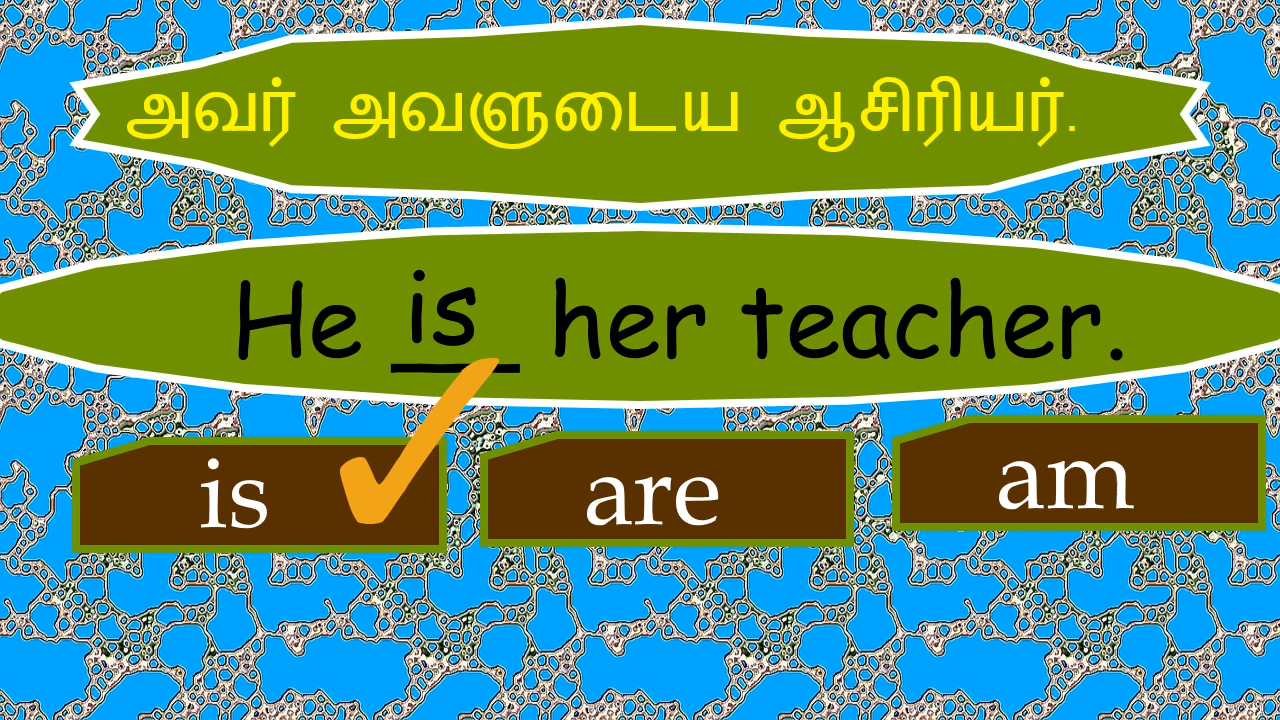 அவர் அவளுடைய ஆசிரியர்.
He is her teacher.
is are am